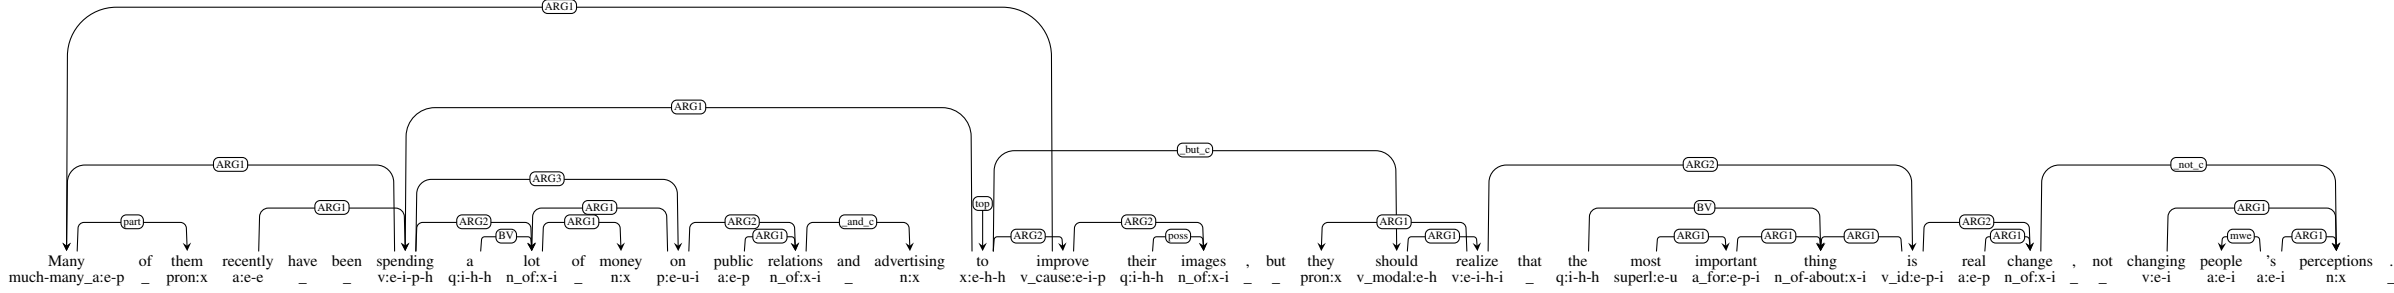 ARG1
ARG1
_but_c
ARG1 ARG2 _not_c
ARG3
top
ARG1 ARG1 BV ARG1
part ARG2 ARG1 ARG2 _and_c ARG2 ARG1 ARG2
BV ARG1 ARG2 poss ARG1 ARG1 ARG1 ARG1 ARG1 mwe ARG1
Many of them recently have been spending a lot of money on public relations and advertising to improve their images , but they should realize that the most important thing is real change , not changing people 's perceptions .
much-many_a:e-p _ pron:x a:e-e _ _ v:e-i-p-h q:i-h-h n_of:x-i _ n:x p:e-u-i a:e-p n_of:x-i _ n:x x:e-h-h v_cause:e-i-p q:i-h-h n_of:x-i _ _ pron:x v_modal:e-h v:e-i-h-i _ q:i-h-h superl:e-u a_for:e-p-i n_of-about:x-i v_id:e-p-i a:e-p n_of:x-i _ _ v:e-i a:e-i a:e-i n:x _